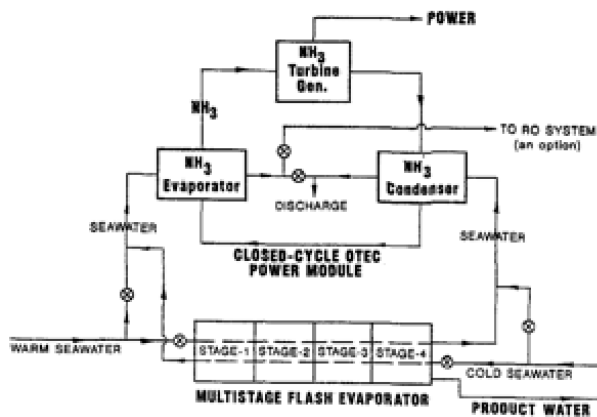 POWER
NH3
Turbine
Gen.
NH3
TO RO SYSTEM
(an option)
NH3
Evaporator
NH3
Condensor
DISCHARGE
SEAWATER
SEAWATER
CLOSED-CYCLE OTEC
POWER MODULE
WARM SEAWATER
STAGE-1
STAGE-2
STAGE-3
STAGE-4
COLD SEAWATER
MULTISTAGE FLASH EVAPORATOR
PRODUCT WATER